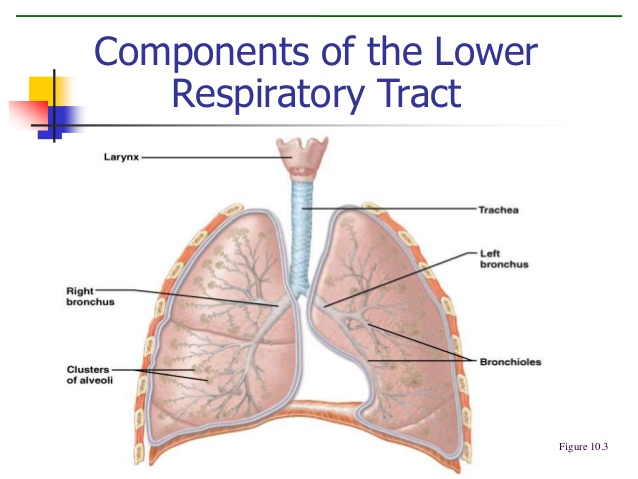 Components of the Lower
Respiratory Tract
Larynx
Trachea
Left
bronchus
Right
bronchus
Bronchioles
Clusters
of alveoli
Figure 10.3